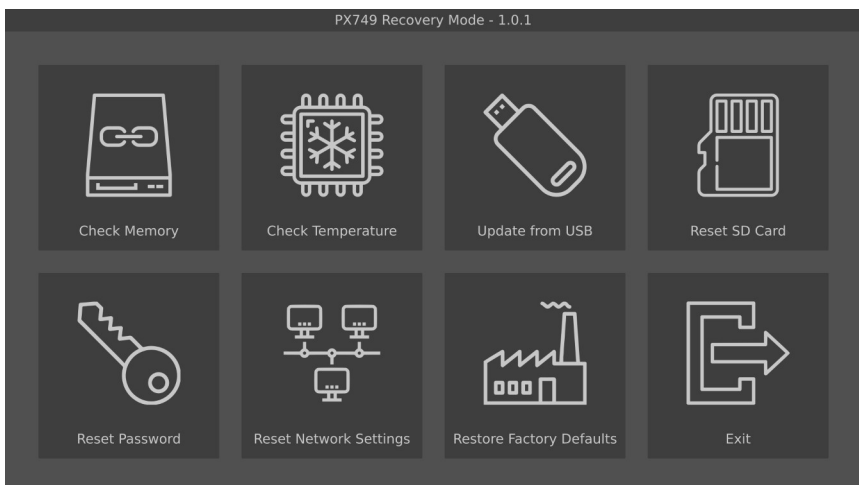 PX749 Recovery Mode - 1.0.1
Check Memory
Check Temperature
Update from USB
Reset SD Card
Reset Password
Reset Network Settings
Restore Factory Defaults
Exit